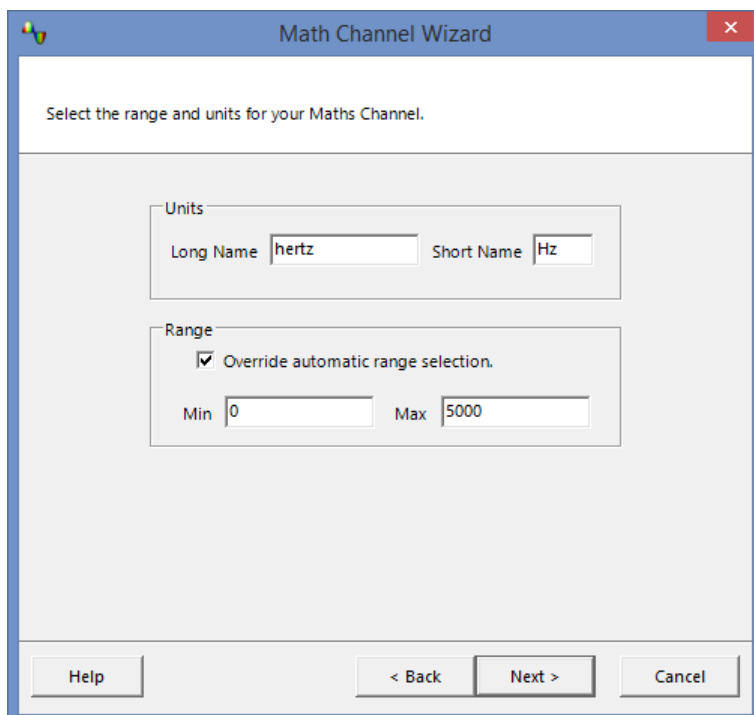 Math Channel Wizard
Select the range and units for your Maths Channel.
Units
Long Name hertz Short Name Hz
Range
Override automatic range selection.
Min 0 Max 5000
Help < Back Next > Cancel